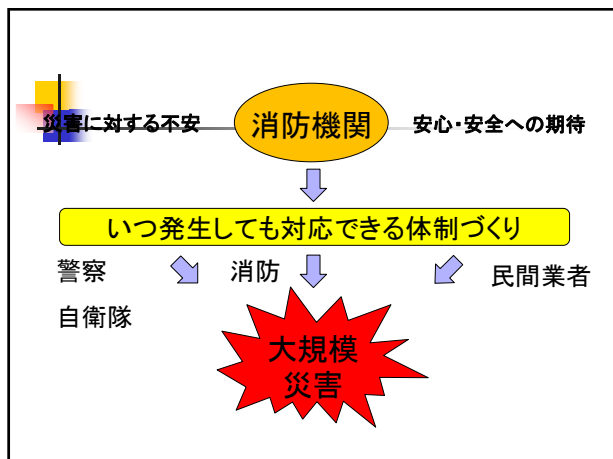 災害に対する不安
消防機関
安心・安全への期待
いつ発生しても対応できる体制づくり
警察
消防
民間業者
自衛隊
大規模
災害